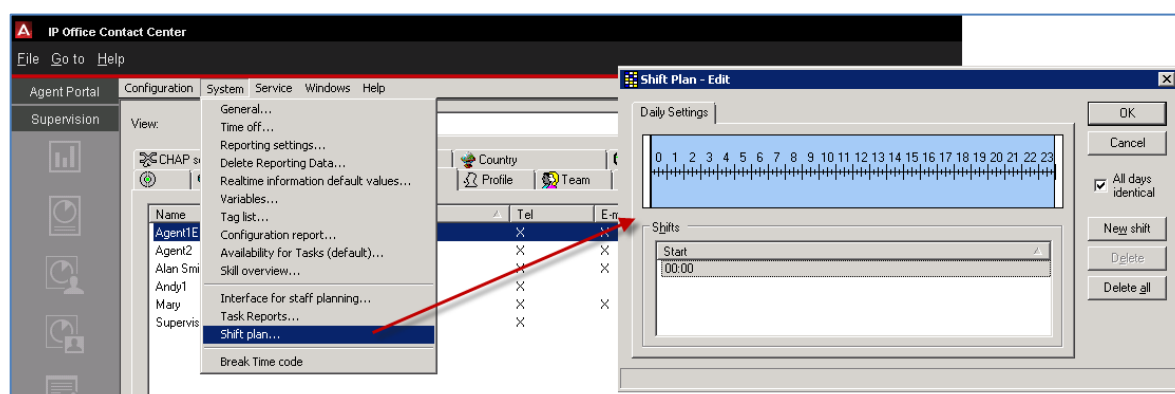 IP Office Contact Center
File Go to Help
Agent Portal
Supervision
Configuration System Service Windows Help
View:
General...
Time off...
Reporting settings...
Delete Reporting Data...
Realtime information default values...
Variables...
Tag list...
Configuration report...
Availability for Tasks (default)...
Skill overview...
Interface for staff planning...
Task Reports...
Shift plan...
Break Time code
CHAP
Country
Profile Team
Name Tel
Agent1E X X
Agent2 X X
Alan Smi X X
Andy1 X
Mary X X
Supervis X
Shift Plan - Edit
Daily Settings
0 1 2 3 4 5 6 7 8 9 10 11 12 13 14 15 16 17 18 19 20 21 22 23
Shifts
Start
00:00
OK
Cancel
All days
identical
New shift
Delete
Delete all